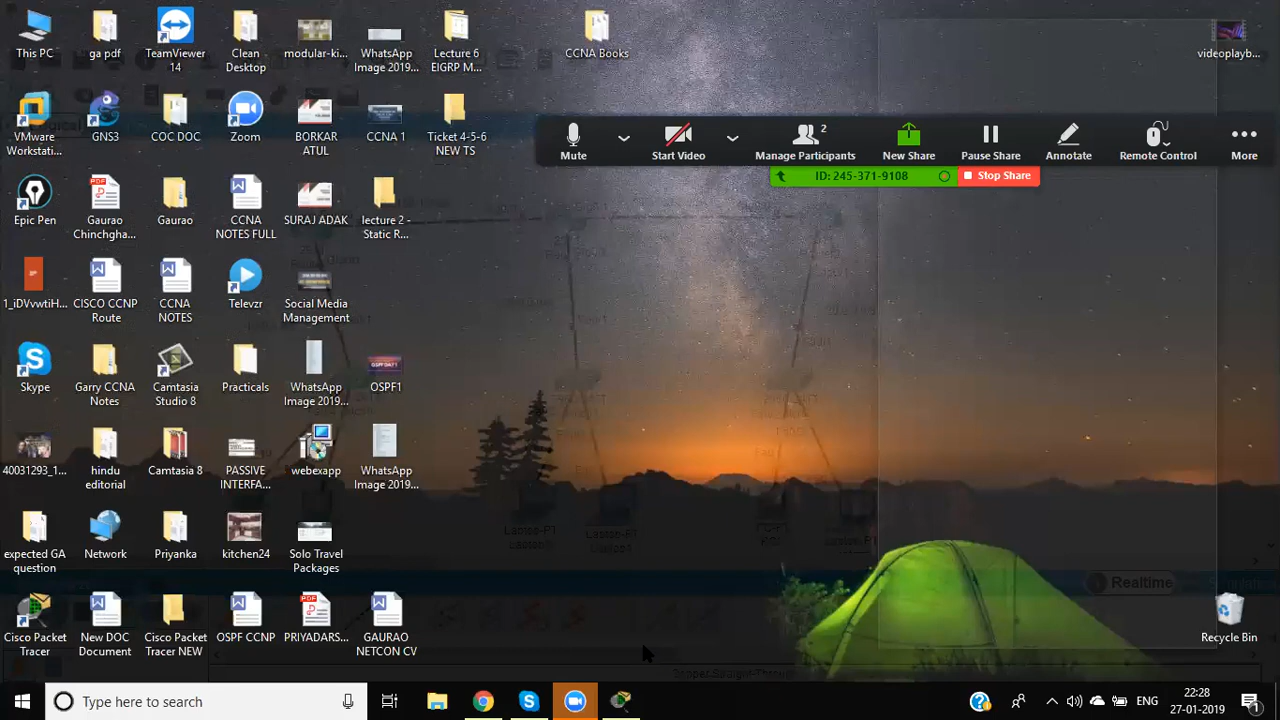 This PC
ga pdf
TeamViewer
14
Clean
Desktop
modular-ki...
WhatsApp
Image 2019...
Lecture 6
EIGRP M...
CCNA Books
videoplayb...
VMware
Workstati...
GNS3
COC DOC
Zoom
BORKAR
ATUL
CCNA 1
Ticket 4-5-6
NEW TS
Mute
Start Video
2
Manage Participants
New Share
Pause Share
Annotate
Remote Control
More
ID: 245-371-9108
Stop Share
Epic Pen
Gaurao
Chinchgha...
Gaurao
CCNA
NOTES FULL
SURAJ ADAK
lecture 2 -
Static R...
1_iDVvwtiH...
CISCO CCNP
Route
CCNA
NOTES
Televzr
Social Media
Management
Skype
Garry CCNA
Notes
Camtasia
Studio 8
Practicals
WhatsApp
Image 2019...
OSPF1
40031293_1...
hindu
editorial
Camtasia 8
PASSIVE
INTERFA...
webexapp
WhatsApp
Image 2019...
expected GA
question
Network
Priyanka
kitchen24
Solo Travel
Packages
Realtime
Cisco Packet
Tracer
New DOC
Document
Cisco Packet
Tracer NEW
OSPF CCNP
PRIYADARS...
GAURAO
NETCON CV
Recycle Bin
Copper Straight-Through
Type here to search
ENG
22:28
27-01-2019